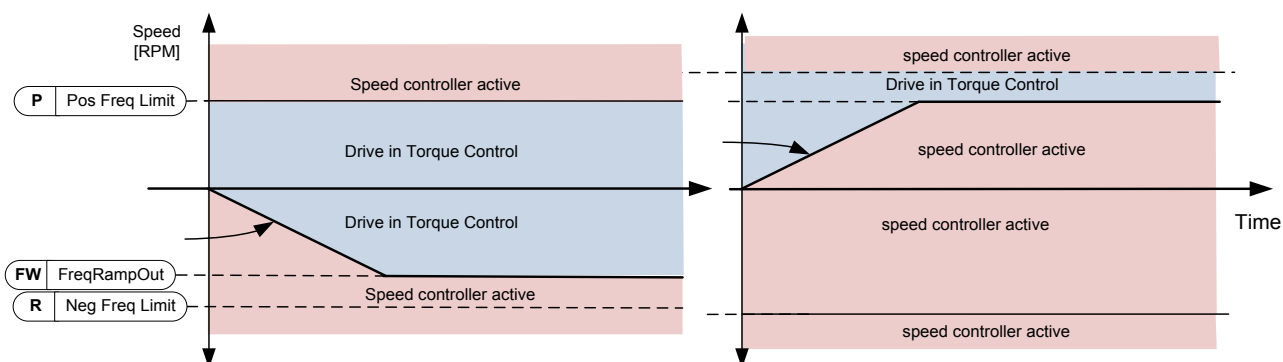 Speed
[RPM]
Speed controller active
P Pos Freq Limit
Drive in Torque Control
Drive in Torque Control
FW FreqRampOut
Speed controller active
R Neg Freq Limit
speed controller active
Drive in Torque Control
speed controller active
speed controller active
Time
speed controller active